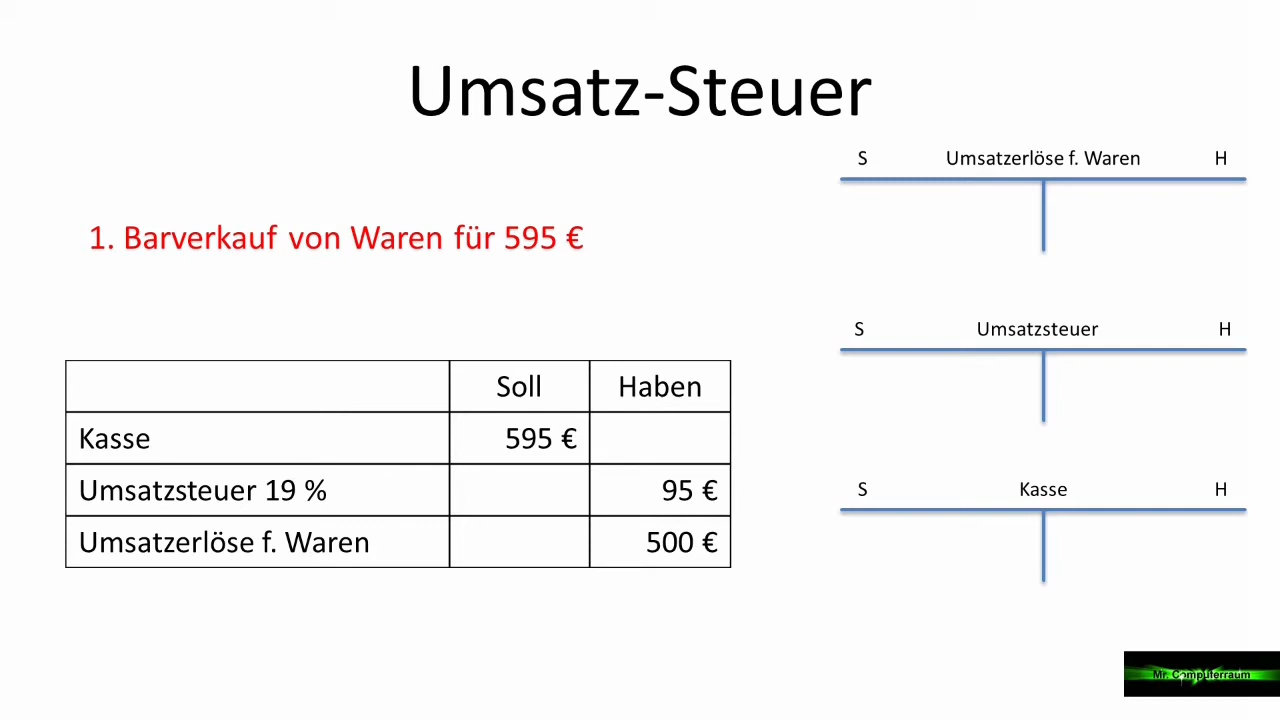 Umsatz-Steuer
1. Barverkauf von Waren für 595 €
Soll Haben
Kasse 595 €
Umsatzsteuer 19 % 95 €
Umsatzerlöse f. Waren 500 €
S Umsatzerlöse f. Waren H
S Umsatzsteuer H
S Kasse H
Mr. Computerraum